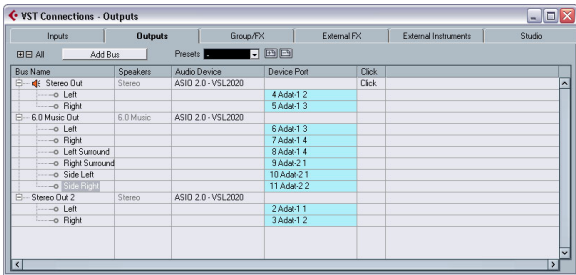 VST Connections - Outputs
Inputs Outputs Group/FX External FX External Instruments Studio
All Add Bus Presets -
Bus Name Speakers Audio Device Device Port Click
Stereo Out Stereo ASIO 2.0 - VSL2020 Click
Left 4 Adat-1 2
Right 5 Adat-1 3
6.0 Music Out 6.0 Music ASIO 2.0 - VSL2020
Left 6 Adat-1 3
Right 7 Adat-1 4
Left Surround 8 Adat-1 4
Right Surround 9 Adat-2 1
Side Left 10 Adat-2 1
Side Right 11 Adat-2 2
Stereo Out 2 Stereo ASIO 2.0 - VSL2020
Left 2 Adat-1 1
Right 3 Adat-1 2